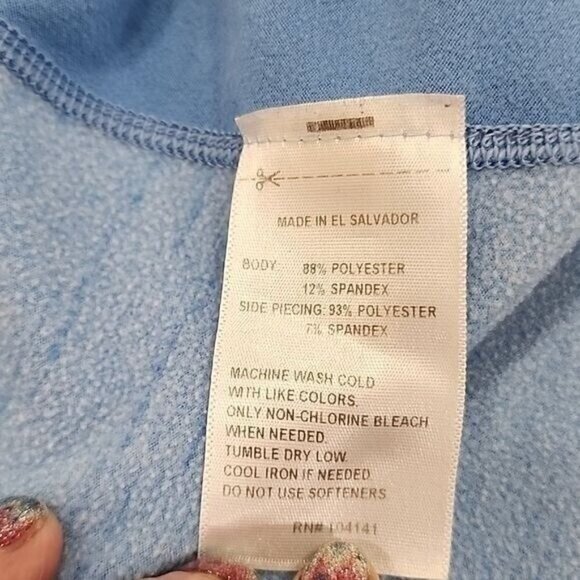 MADE IN EL SALVADOR
BODY: 88% POLYESTER
12% SPANDEX
SIDE PIECING: 93% POLYESTER
7% SPANDEX
MACHINE WASH COLD
WITH LIKE COLORS.
ONLY NON-CHLORINE BLEACH
WHEN NEEDED.
TUMBLE DRY LOW.
COOL IRON IF NEEDED.
DO NOT USE SOFTENERS.
RN# 104141